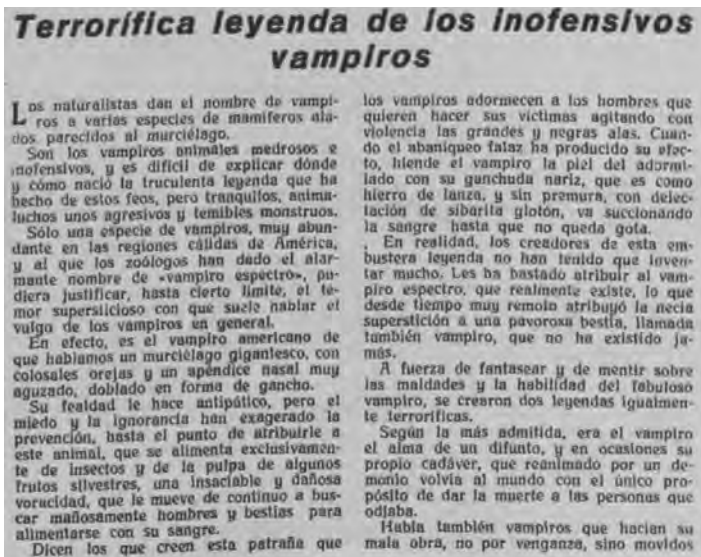 Terrorífica leyenda de los inofensivos
vampiros
Los naturalistas dan el nombre de vampi-
ros a varias especies de mamíferos ala-
dos parecidos al murciélago.
Son los vampiros animales medrosos e
inofensivos, y es difícil de explicar dónde
y cómo nació la truculenta leyenda que ha
hecho de estos feos, pero tranquilos, anima-
luchos unos agresivos y temibles monstruos.
Sólo una especie de vampiros, muy abun-
dante en las regiones cálidas de América,
y al que los zoólogos han dado el alar-
mante nombre de «vampiro espectro», pu-
diera justificar, hasta cierto límite, el te-
mor supersticioso con que suele hablar el
vulgo de los vampiros en general.
En efecto, es el vampiro americano de
que hablamos un murciélago gigantesco, con
colosales orejas y un apéndice nasal muy
aguzado, doblado en forma de gancho.
Su fealdad le hace antipático, pero el
miedo y la ignorancia han exagerado la
prevención, hasta el punto de atribuirle a
este animal, que se alimenta exclusivamen-
te de insectos y de la pulpa de algunos
frutos silvestres, una insaciable y dañosa
voracidad, que le mueve de continuo a bus-
car mañosamente hombres y bestias para
alimentarse con su sangre.
Dicen los que creen esta patraña que
los vampiros adormecen a los hombres que
quieren hacer sus víctimas agitando con
violencia las grandes y negras alas. Cuan-
do el abaniqueo falaz ha producido su efec-
to, hiende el vampiro la piel del adormi-
lado con su ganchuda nariz, que es como
hierro de lanza, y sin premura, con delec-
tación de sibarita glotón, va succionando
la sangre hasta que no queda gota.
En realidad, los creadores de esta em-
bustera leyenda no han tenido que inven-
tar mucho. Les ha bastado atribuir al vam-
piro espectro, que realmente existe, lo que
desde tiempo muy remoto atribuyó la necia
superstición a una pavorosa bestia, llamada
también vampiro, que no ha existido ja-
más.
A fuerza de fantasear y de mentir sobre
las maldades y la habilidad del fabuloso
vampiro, se crearon dos leyendas igualmen-
te terroríficas.
Según la más admitida, era el vampiro
el alma de un difunto, y en ocasiones su
propio cadáver, que reanimado por un de-
monio volvía al mundo con el único pro-
pósito de dar la muerte a las personas que
odiaba.
Había también vampiros que hacían su
mala obra, no por venganza, sino movidos